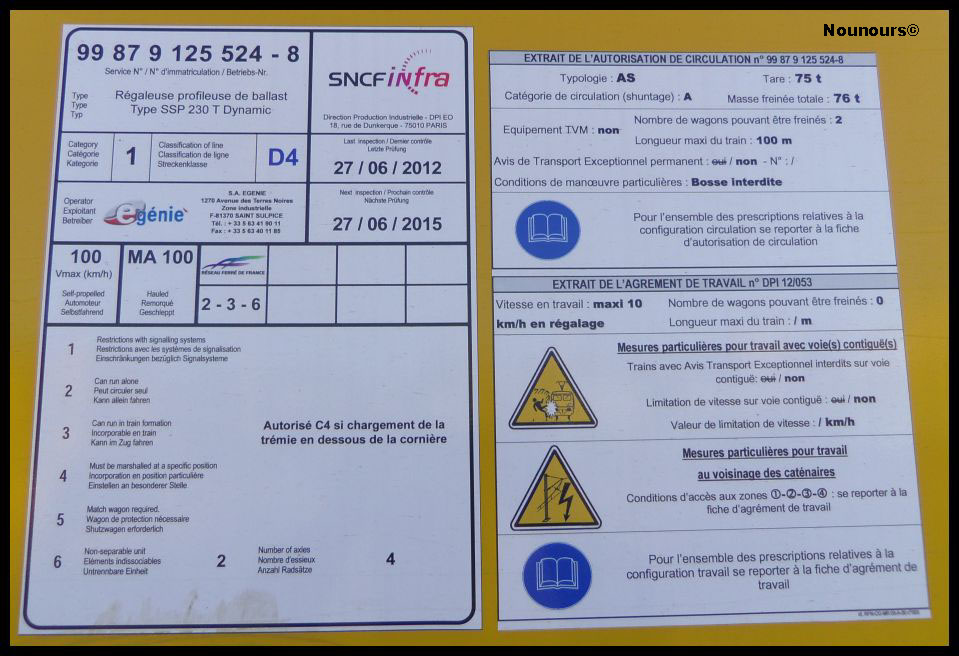 Nounours©
99 87 9 125 524 - 8
Service N° / N° d'immatriculation / Betriebs-Nr.
Type
Type
Typ
Régaleuse profileuse de ballast
Type SSP 230 T Dynamic
SNCF infra
Direction Production Industrielle - DPI EO
18, rue de Dunkerque - 75010 PARIS
Category
Catégorie
Kategorie
1
Classification of line
Classification de ligne
Streckenklasse
D4
Last inspection / Dernier contrôle
Letzte Prüfung
27 / 06 / 2012
Operator
Exploitant
Betreiber
egénie
S.A. EGENIE
1270 Avenue des Terres Noires
Zone industrielle
F-81370 SAINT SULPICE
Tél. : + 33 5 63 41 90 11
Fax : + 33 5 63 40 11 85
Next inspection / Prochain contrôle
Nächste Prüfung
27 / 06 / 2015
100
Vmax (km/h)
MA 100
RÉSEAU FERRÉ DE FRANCE
Self-propelled
Automoteur
Selbstfahrend
Hauled
Remorqué
Geschleppt
2 - 3 - 6
1
Restrictions with signalling systems
Restrictions avec les systèmes de signalisation
Einschränkungen bezüglich Signalsysteme
2
Can run alone
Peut circuler seul
Kann allein fahren
3
Can run in train formation
Incorporable en train
Kann im Zug fahren
Autorisé C4 si chargement de la
trémie en dessous de la cornière
4
Must be marshalled at a specific position
Incorporation en position particulière
Einstellen an besonderer Stelle
5
Match wagon required.
Wagon de protection nécessaire
Shutzwagen erforderlich
6
Non-separable unit
Eléments indissociables
Untrennbare Einheit
2
Number of axles
Nombre d'essieux
Anzahl Radsätze
4
EXTRAIT DE L'AUTORISATION DE CIRCULATION n° 99 87 9 125 524-8
Typologie : AS
Tare : 75 t
Catégorie de circulation (shuntage) : A
Masse freinée totale : 76 t
Equipement IVM : non
Nombre de wagons pouvant être freinés : 2
Longueur maxi du train : 100 m
Avis de Transport Exceptionnel permanent : oui / non - N° : /
Conditions de manœuvre particulières : Bosse interdite
Pour l'ensemble des prescriptions relatives à la
configuration circulation se reporter à la fiche
d'autorisation de circulation
EXTRAIT DE L'AGREMENT DE TRAVAIL n° DPI 12/053
Vitesse en travail : maxi 10
km/h en régalage
Nombre de wagons pouvant être freinés : 0
Longueur maxi du train : / m
Mesures particulières pour travail avec voie(s) contiguë(s)
Trains avec Avis Transport Exceptionnel interdits sur voie
contiguë: oui / non
Limitation de vitesse sur voie contiguë : oui / non
Valeur de limitation de vitesse : / km/h
Mesures particulières pour travail
au voisinage des caténaires
Conditions d'accès aux zones ①-②-③-④ : se reporter à la
fiche d'agrément de travail
Pour l'ensemble des prescriptions relatives à la
configuration travail se reporter à la fiche d'agrément de
travail